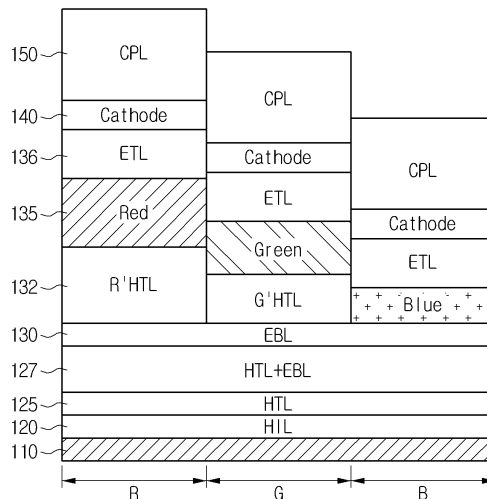 150
CPL
CPL
140
Cathode
CPL
136
ETL
Cathode
135
Red
ETL
Cathode
Green
ETL
132
R'HTL
G'HTL
Blue
130
EBL
127
HTL+EBL
125
HTL
120
HIL
110
R
G
B